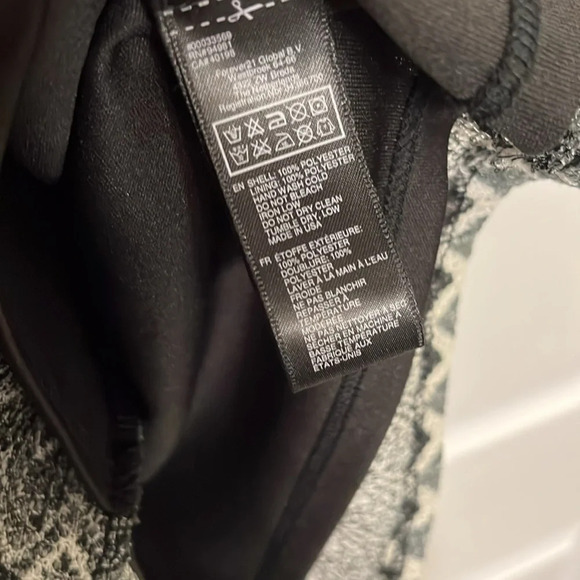 Forever21 Global B.V
EN SHELL: 100% POLYESTER
LINING: 100% POLYESTER
HAND WASH COLD
DO NOT BLEACH
IRON LOW
DO NOT DRY CLEAN
TUMBLE DRY; LOW
MADE IN USA
FR ÉTOFFE EXTÉRIEURE:
100% POLYESTER
DOUBLURE: 100%
POLYESTER
LAVER À LA MAIN À L'EAU
FROIDE
NE PAS BLANCHIR
REPASSER À
TEMPÉRATURE
NE PAS NETTOYER À SEC
SÉCHER EN MACHINE À
BASSE TEMPÉRATURE
FABRIQUÉ AUX
ÉTATS-UNIS